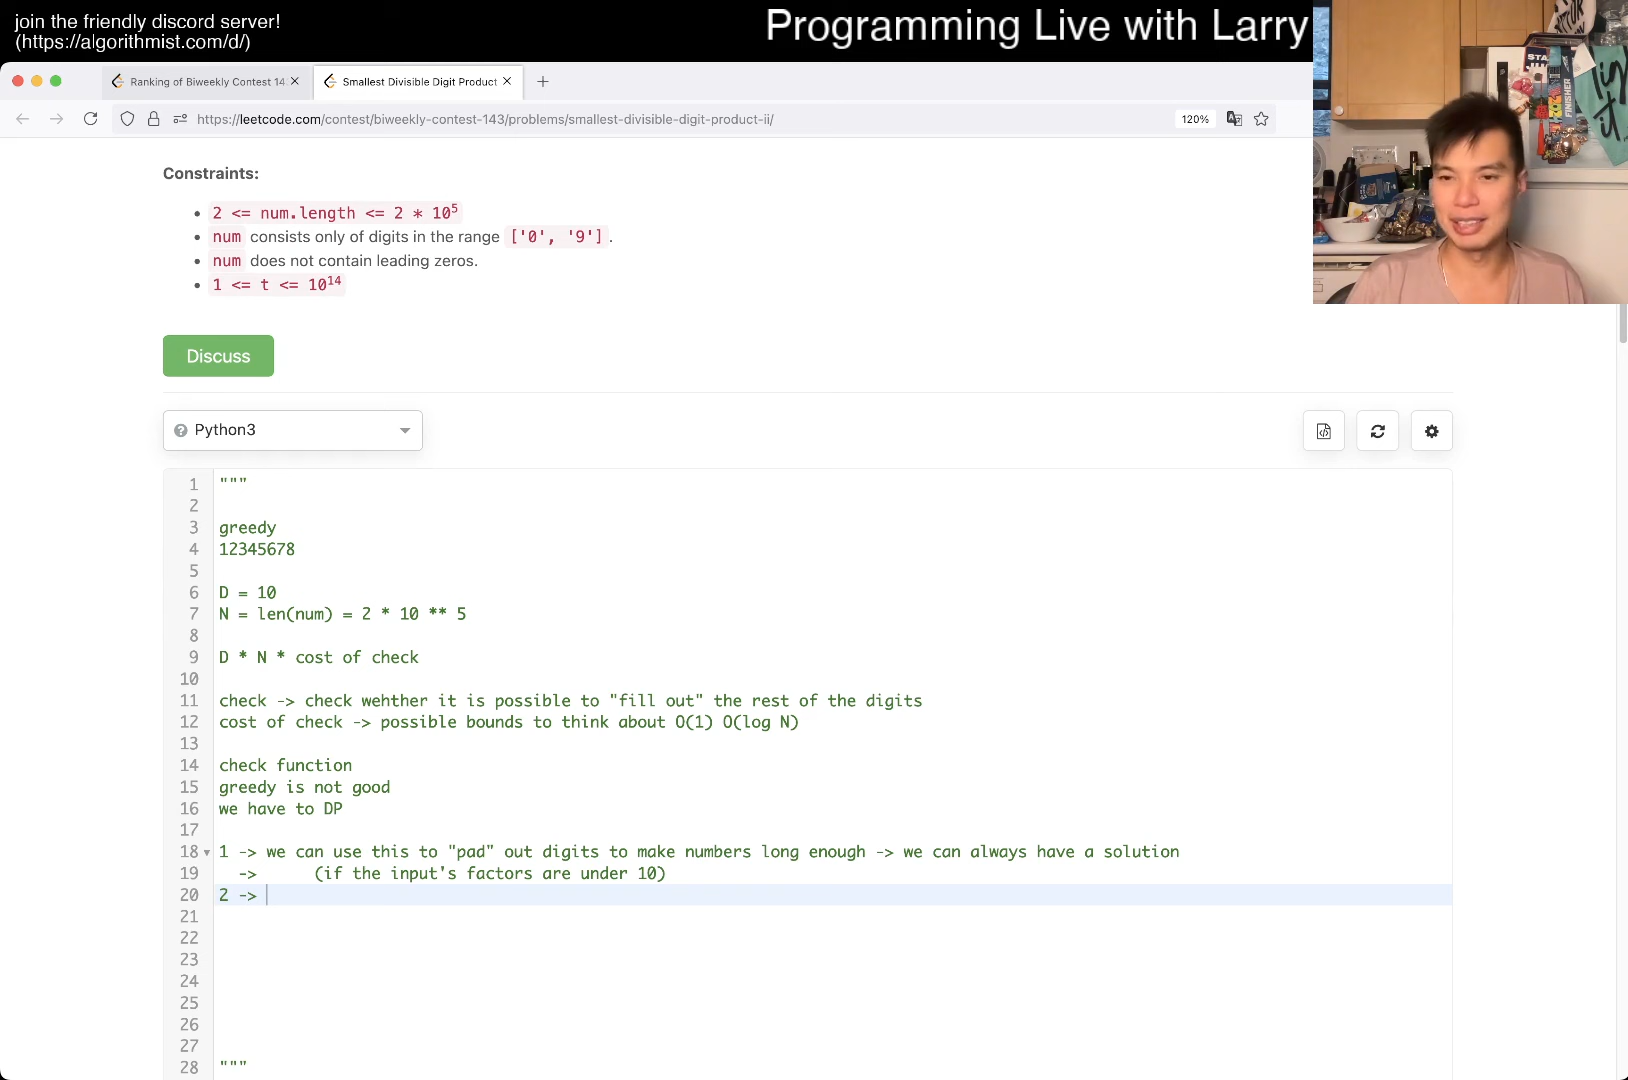 join the friendly discord server!
(https://algorithmist.com/d/)
Programming Live with Larry
Ranking of Biweekly Contest 14
Smallest Divisible Digit Product
https://leetcode.com/contest/biweekly-contest-143/problems/smallest-divisible-digit-product-ii/
120%
Constraints:
2 <= num.length <= 2 * 10⁵
num consists only of digits in the range ['0', '9'].
num does not contain leading zeros.
1 <= t <= 10¹⁴
Discuss
Python3
1 """
2
3 greedy
4 12345678
5
6 D = 10
7 N = len(num) = 2 * 10 ** 5
8
9 D * N * cost of check
10
11 check -> check wehther it is possible to "fill out" the rest of the digits
12 cost of check -> possible bounds to think about O(1) O(log N)
13
14 check function
15 greedy is not good
16 we have to DP
17
18 1 -> we can use this to "pad" out digits to make numbers long enough -> we can always have a solution
19 -> (if the input's factors are under 10)
20 2 ->
21
22
23
24
25
26
27
28 """